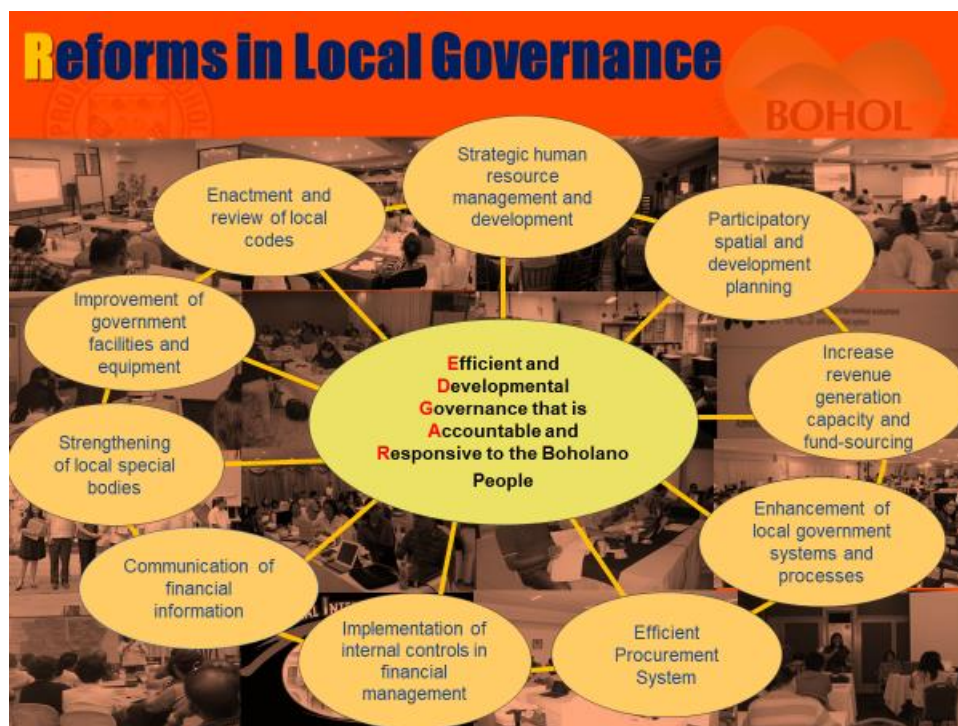 Reforms in Local Governance
BOHOL
Strategic human
resource
management and
development
Participatory
spatial and
development
planning
Increase
revenue
generation
capacity and
fund-sourcing
Enhancement of
local government
systems and
processes
Efficient
Procurement
System
Implementation of
internal controls in
financial
management
Communication of
financial
information
Strengthening
of local special
bodies
Improvement of
government
facilities and
equipment
Enactment and
review of local
codes
Efficient and
Developmental
Governance that is
Accountable and
Responsive to the Boholano
People